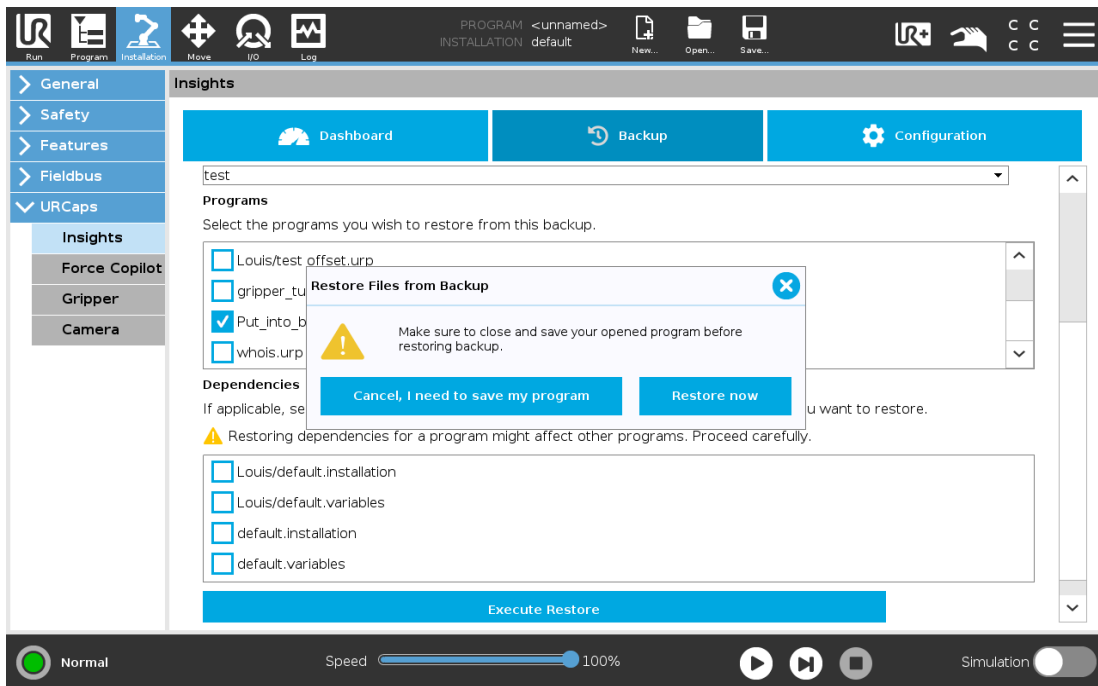 PROGRAM <unnamed>
INSTALLATION default
Run
Program
Installation
Move
I/O
Log
New...
Open...
Save...
UR+
C C
C C
General
Safety
Features
Fieldbus
URCaps
Insights
Force Copilot
Gripper
Camera
Insights
Dashboard
Backup
Configuration
test
Programs
Select the programs you wish to restore from this backup.
Louis/test offset.urp
gripper_tu
Put_into_b
whois.urp
Restore Files from Backup
Make sure to close and save your opened program before
restoring backup.
Cancel, I need to save my program
Restore now
Dependencies
If applicable, se
u want to restore.
Restoring dependencies for a program might affect other programs. Proceed carefully.
Louis/default.installation
Louis/default.variables
default.installation
default.variables
Execute Restore
Normal
Speed
100%
Simulation